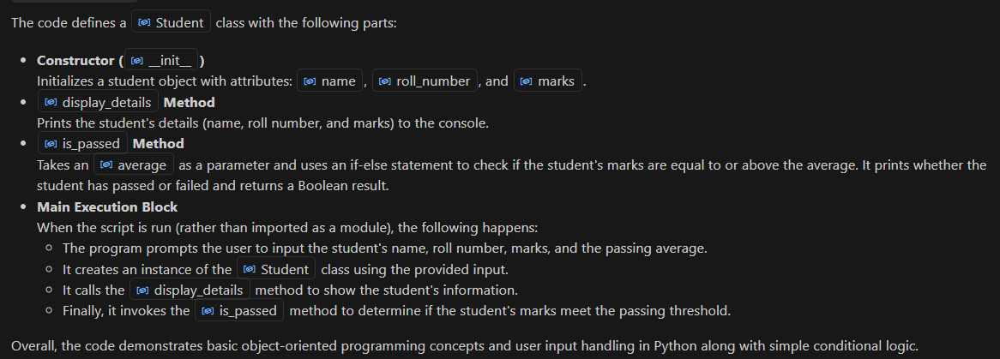 The code defines a Student class with the following parts:
Constructor (__init__)
Initializes a student object with attributes: name, roll_number, and marks.
display_details Method
Prints the student's details (name, roll number, and marks) to the console.
is_passed Method
Takes an average as a parameter and uses an if-else statement to check if the student's marks are equal to or above the average. It prints whether the
student has passed or failed and returns a Boolean result.
Main Execution Block
When the script is run (rather than imported as a module), the following happens:
The program prompts the user to input the student's name, roll number, marks, and the passing average.
It creates an instance of the Student class using the provided input.
It calls the display_details method to show the student's information.
Finally, it invokes the is_passed method to determine if the student's marks meet the passing threshold.
Overall, the code demonstrates basic object-oriented programming concepts and user input handling in Python along with simple conditional logic.